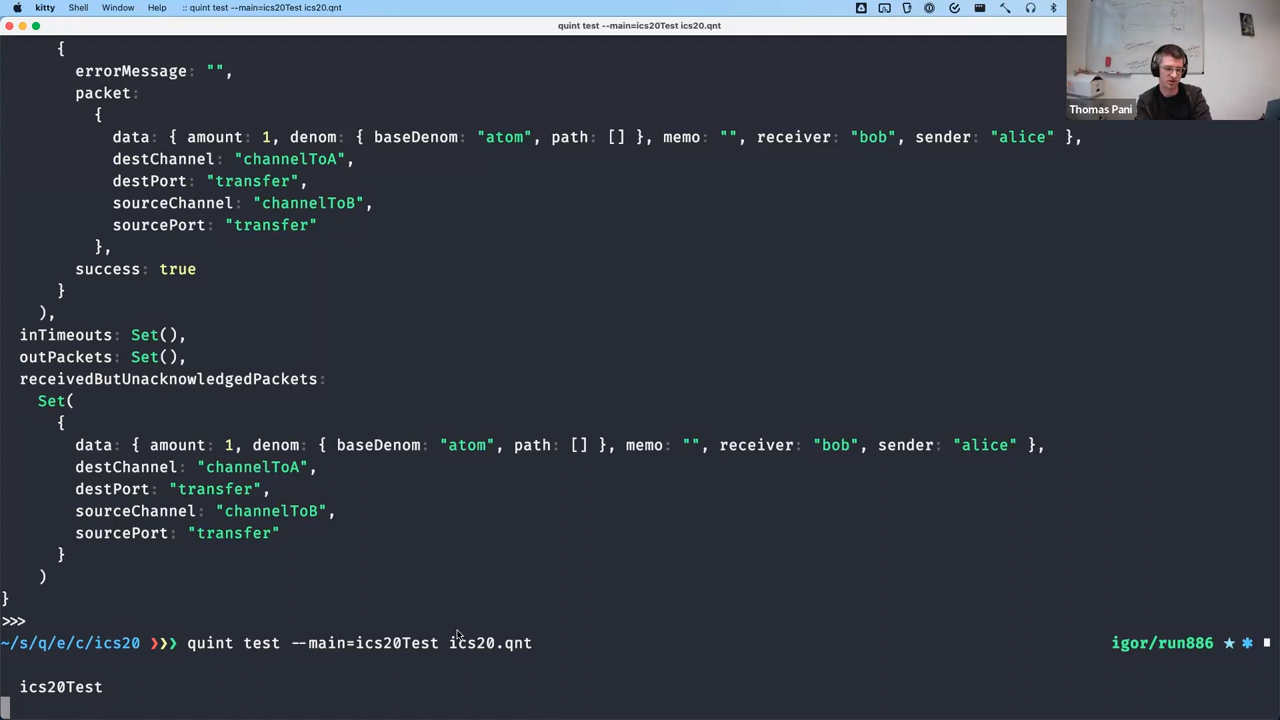 kitty Shell Window Help :: quint test --main=ics20Test ics20.qnt
quint test --main=ics20Test ics20.qnt
{
errorMessage: "",
packet:
{
data: { amount: 1, denom: { baseDenom: "atom", path: [] }, memo: "", receiver: "bob", sender: "alice" },
destChannel: "channelToA",
destPort: "transfer",
sourceChannel: "channelToB",
sourcePort: "transfer"
},
success: true
}
),
inTimeouts: Set(),
outPackets: Set(),
receivedButUnacknowledgedPackets:
Set(
{
data: { amount: 1, denom: { baseDenom: "atom", path: [] }, memo: "", receiver: "bob", sender: "alice" },
destChannel: "channelToA",
destPort: "transfer",
sourceChannel: "channelToB",
sourcePort: "transfer"
}
)
}
>>>
~/s/q/e/c/ics20 ❯❯❯ quint test --main=ics20Test ics20.qnt igor/run886 ★ ✱ ◾
ics20Test
Thomas Pani